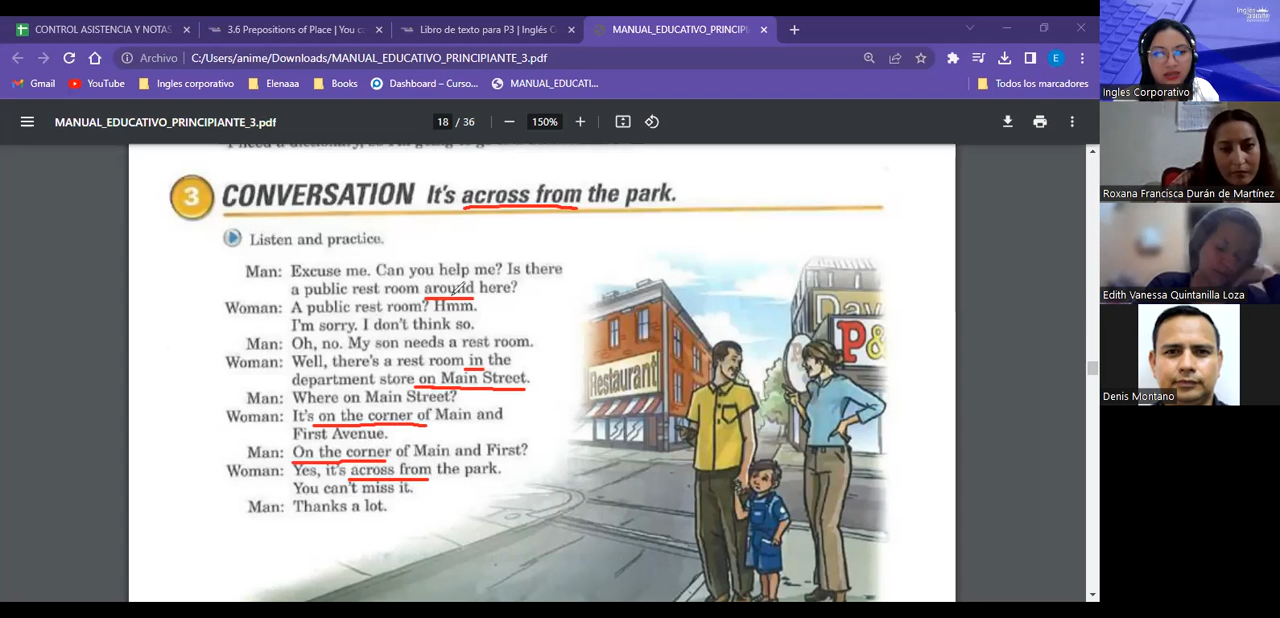 CONTROL ASISTENCIA Y NOTAS
3.6 Prepositions of Place | You c
Libro de texto para P3 | Inglés C
MANUAL_EDUCATIVO_PRINCIPI
Archivo
C:/Users/anime/Downloads/MANUAL_EDUCATIVO_PRINCIPIANTE_3.pdf
E
Gmail
YouTube
Ingles corporativo
Elenaaa
Books
Dashboard – Curso...
MANUAL_EDUCATI...
Todos los marcadores
MANUAL_EDUCATIVO_PRINCIPIANTE_3.pdf
18 / 36
150%
3 CONVERSATION It's across from the park.
Listen and practice.
Man: Excuse me. Can you help me? Is there
a public rest room around here?
Woman: A public rest room? Hmm.
I'm sorry. I don't think so.
Man: Oh, no. My son needs a rest room.
Woman: Well, there's a rest room in the
department store on Main Street.
Man: Where on Main Street?
Woman: It's on the corner of Main and
First Avenue.
Man: On the corner of Main and First?
Woman: Yes, it's across from the park.
You can't miss it.
Man: Thanks a lot.
Restaurant
P&
Ingles Corporativo
Roxana Francisca Durán de Martínez
Edith Vanessa Quintanilla Loza
Denis Montano